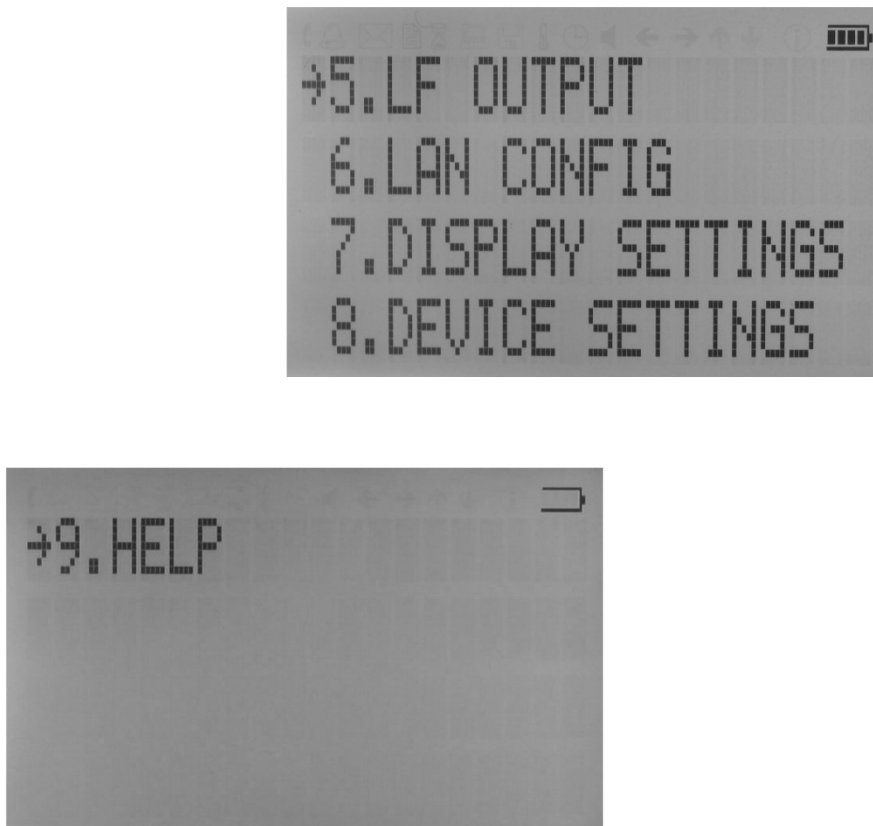 →5.LF OUTPUT
6.LAN CONFIG
7.DISPLAY SETTINGS
8.DEVICE SETTINGS
→9.HELP